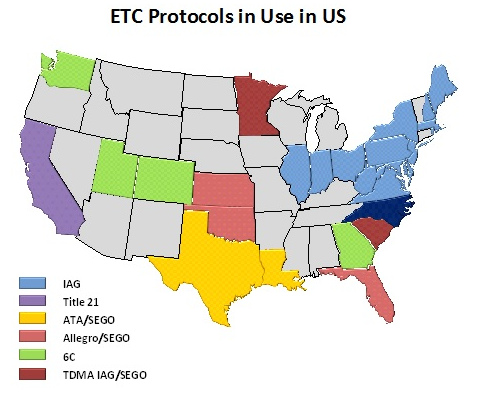 ETC Protocols in Use in US
IAG
Title 21
ATA/SEGO
Allegro/SEGO
6C
TDMA IAG/SEGO